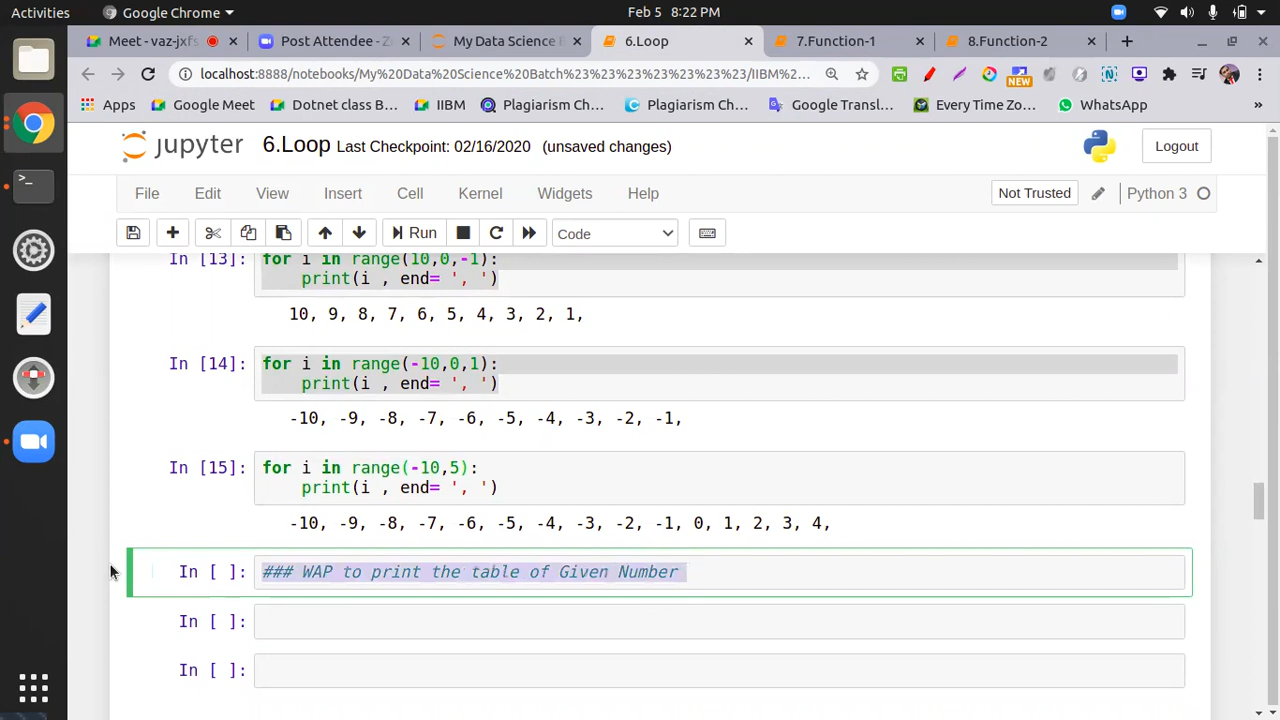 Activities
Google Chrome
Feb 5 8:22 PM
Meet - vaz-jxfs
Post Attendee - Z
My Data Science B
6.Loop
7.Function-1
8.Function-2
localhost:8888/notebooks/My%20Data%20Science%20Batch%23%23%23%23%23%23%23/IIBM%2...
NEW
Apps
Google Meet
Dotnet class B...
IIBM
Plagiarism Ch...
Plagiarism Ch...
Google Transl...
Every Time Zo...
WhatsApp
»
jupyter
6.Loop Last Checkpoint: 02/16/2020 (unsaved changes)
Logout
File Edit View Insert Cell Kernel Widgets Help
Not Trusted
Python 3
Run
Code
In [13]: for i in range(10,0,-1):
print(i , end= ', ')
10, 9, 8, 7, 6, 5, 4, 3, 2, 1,
In [14]: for i in range(-10,0,1):
print(i , end= ', ')
-10, -9, -8, -7, -6, -5, -4, -3, -2, -1,
In [15]: for i in range(-10,5):
print(i , end= ', ')
-10, -9, -8, -7, -6, -5, -4, -3, -2, -1, 0, 1, 2, 3, 4,
In [ ]: ### WAP to print the table of Given Number
In [ ]:
In [ ]: